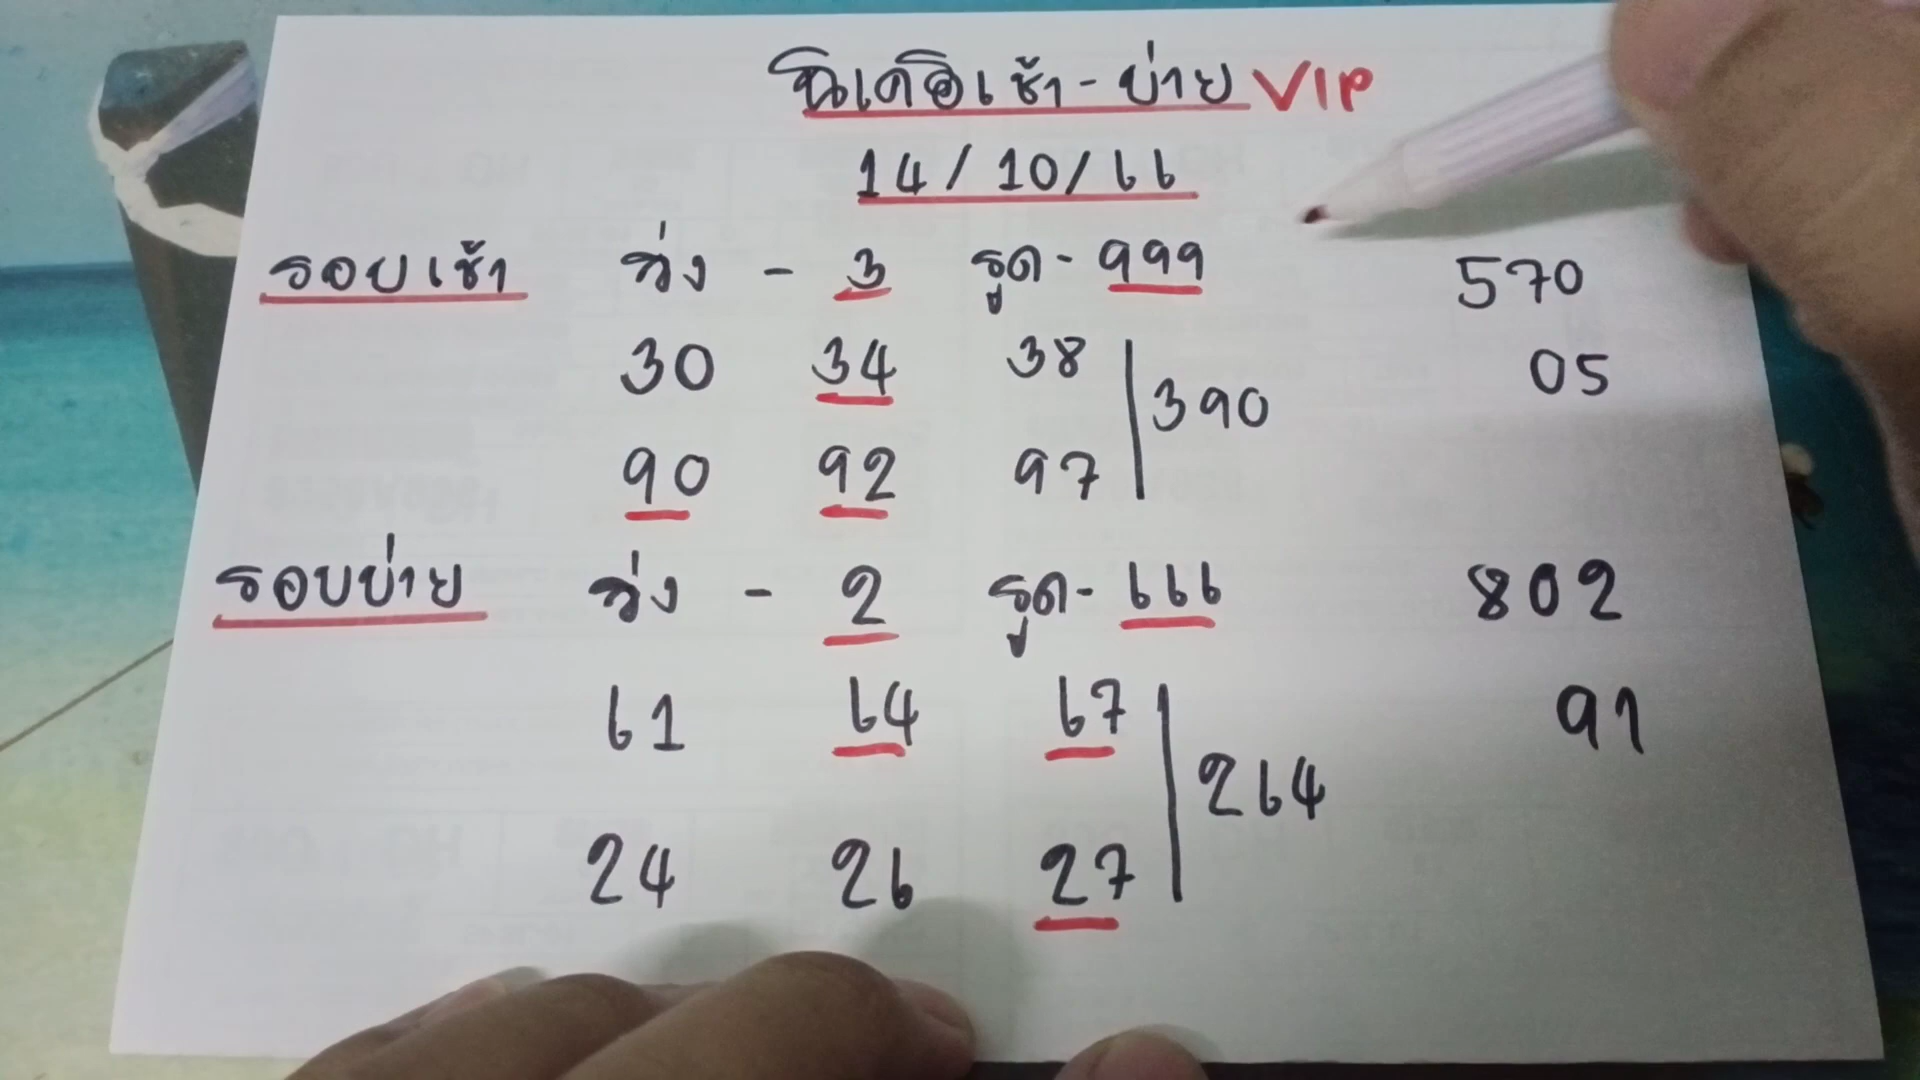 นิเคอิเช้า - บ่าย VIP
14 / 10 / 66
รอบเช้า วิ่ง - 3 รูด - 999 570
30 34 38 05
390
90 92 97
รอบบ่าย วิ่ง - 2 รูด - 666 802
61 64 67 91
264
24 26 27